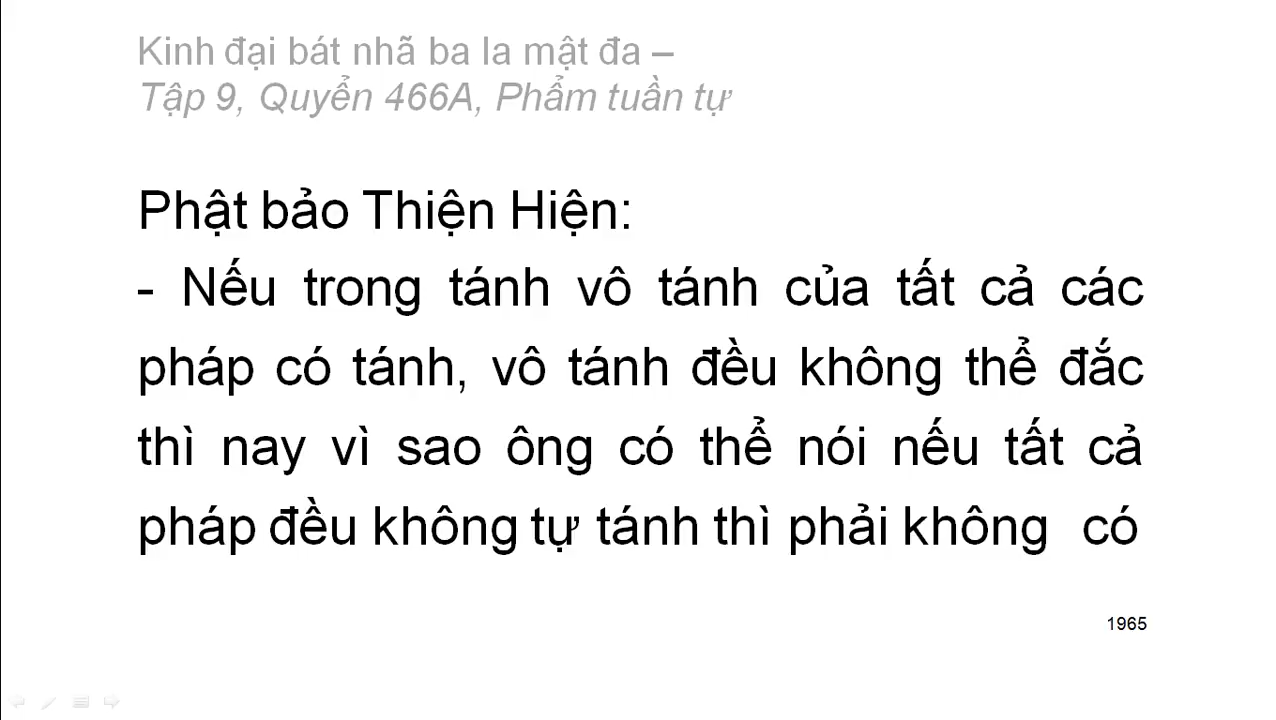 Kinh đại bát nhã ba la mật đa –
Tập 9, Quyển 466A, Phẩm tuần tự
Phật bảo Thiện Hiện:
- Nếu trong tánh vô tánh của tất cả các
pháp có tánh, vô tánh đều không thể đắc
thì nay vì sao ông có thể nói nếu tất cả
pháp đều không tự tánh thì phải không có
1965